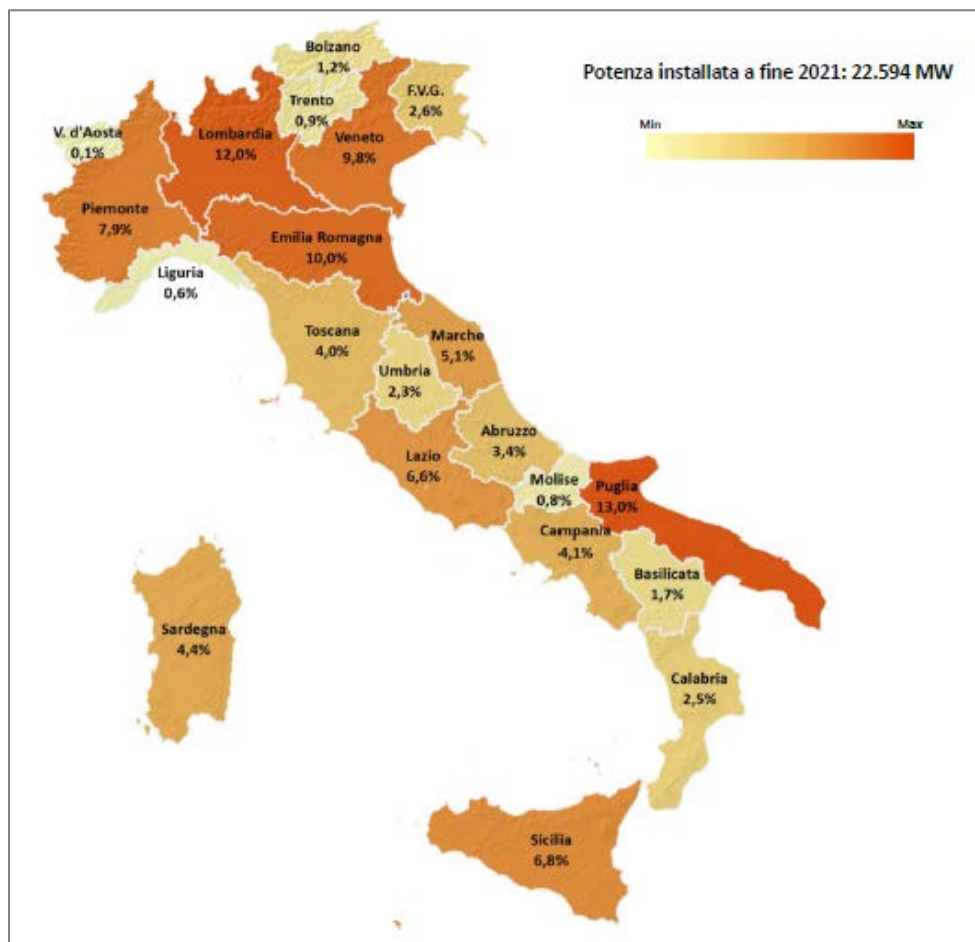 Potenza installata a fine 2021: 22.594 MW
Min
Max
Bolzano
1,2%
Trento
0,9%
F.V.G.
2,6%
V. d'Aosta
0,1%
Lombardia
12,0%
Veneto
9,8%
Piemonte
7,9%
Emilia Romagna
10,0%
Liguria
0,6%
Toscana
4,0%
Marche
5,1%
Umbria
2,3%
Abruzzo
3,4%
Lazio
6,6%
Molise
0,8%
Puglia
13,0%
Campania
4,1%
Basilicata
1,7%
Sardegna
4,4%
Calabria
2,5%
Sicilia
6,8%